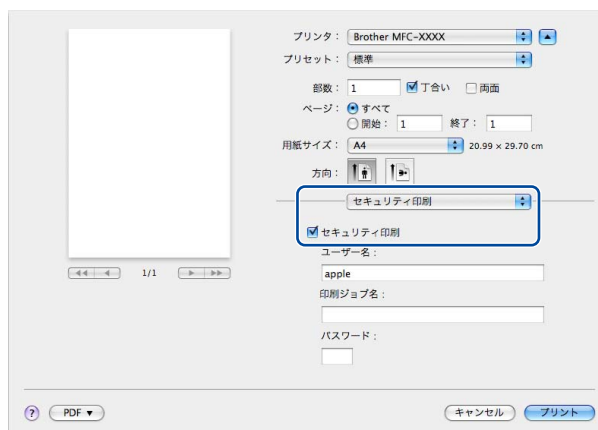 プリンタ： Brother MFC-XXXX
プリセット： 標準
部数： 1 丁合い 両面
ページ： すべて
開始： 1 終了： 1
用紙サイズ： A4 20.99 × 29.70 cm
方向：
セキュリティ印刷
セキュリティ印刷
ユーザー名：
apple
印刷ジョブ名：
パスワード：
1/1
? PDF ▼ キャンセル プリント